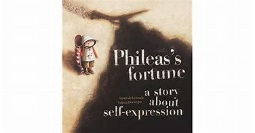 Phileas's
fortune
a story
about
self-expression